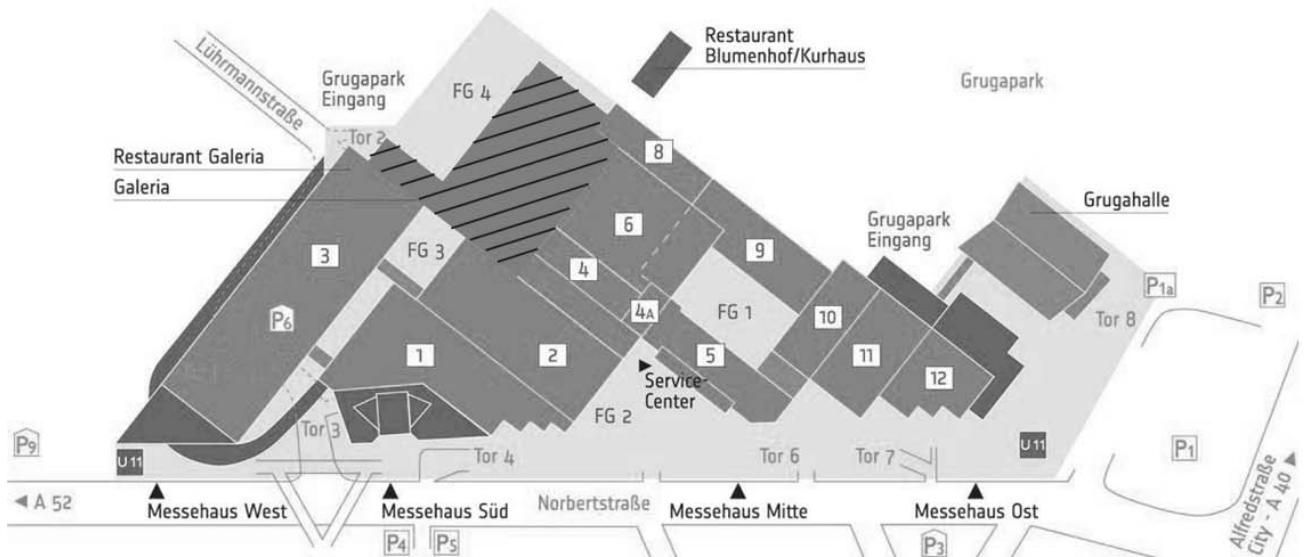 Restaurant
Blumenhof/Kurhaus
Lührmannstraße
Grugapark
Eingang
FG 4
Grugapark
Tor 2
Restaurant Galeria
8
Galeria
Grugahalle
6
Grugapark
Eingang
3
FG 3
9
4
P1a
P2
P6
4A
FG 1
10
Tor 8
1
2
5
11
Service-
Center
12
FG 2
Tor 3
P9
U 11
Tor 4
Tor 6
Tor 7
U 11
P1
A 52
Messehaus West
Messehaus Süd
Norbertstraße
Messehaus Mitte
Messehaus Ost
P4
P5
P3
Alfredstraße
City - A 40